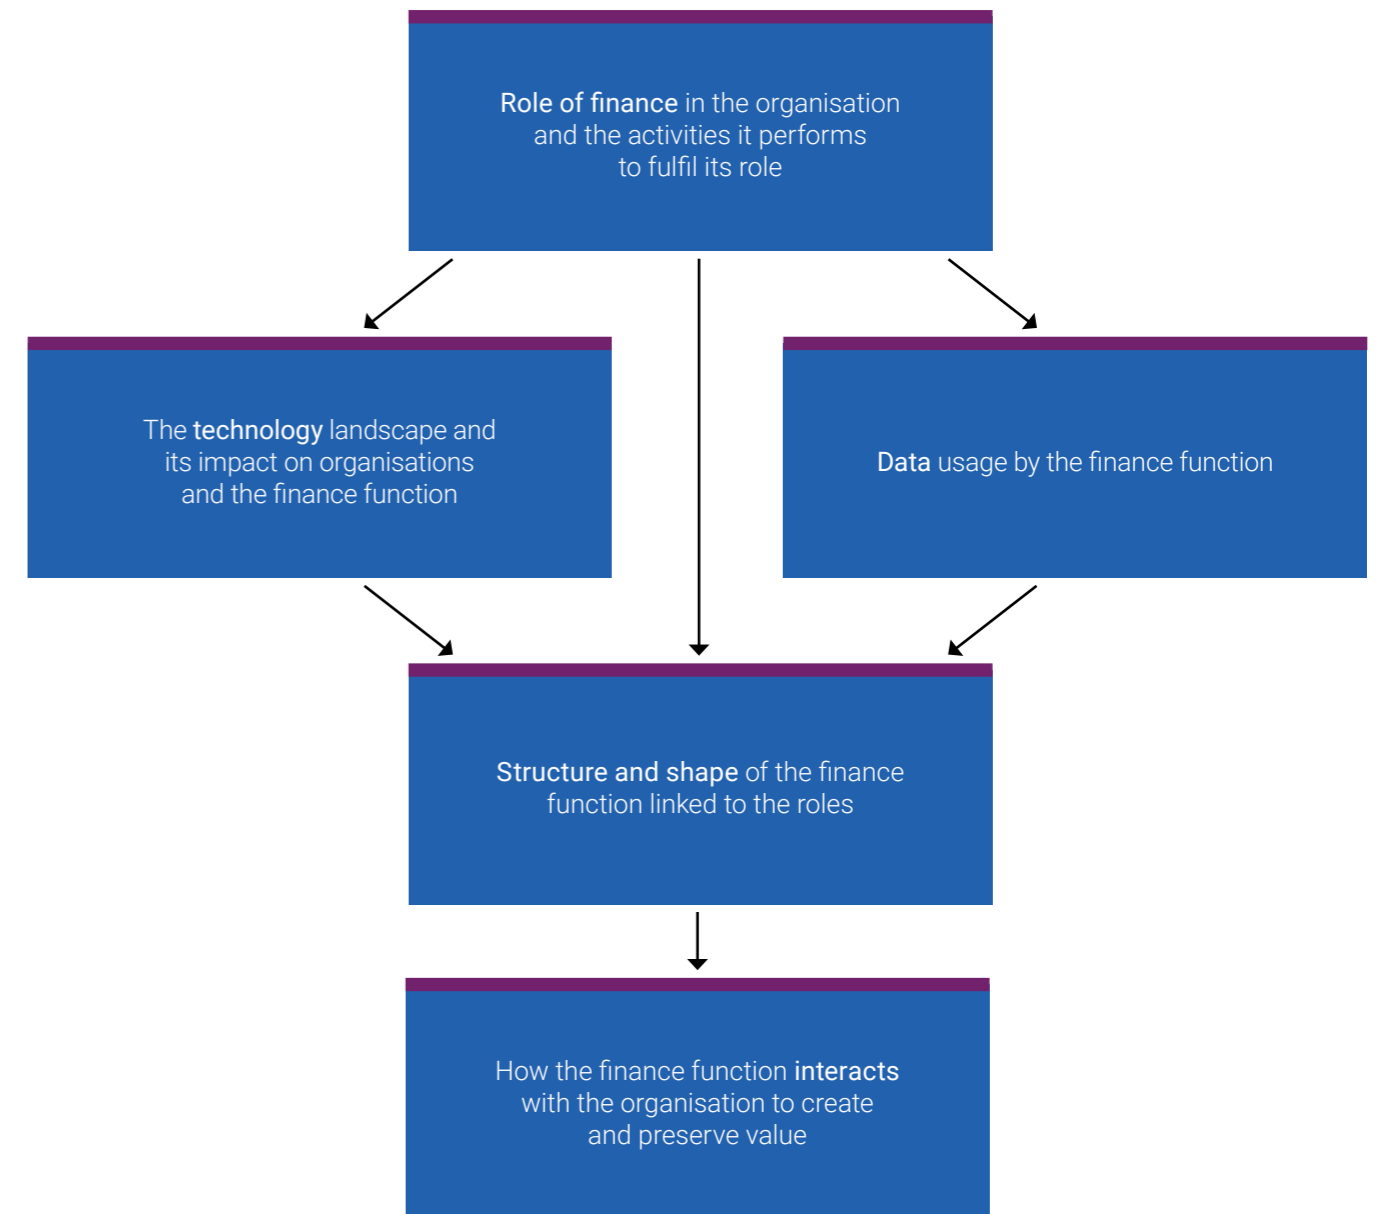 Role of finance in the organisation
and the activities it performs
to fulfil its role
The technology landscape and
its impact on organisations
and the finance function
Data usage by the finance function
Structure and shape of the finance
function linked to the roles
How the finance function interacts
with the organisation to create
and preserve value